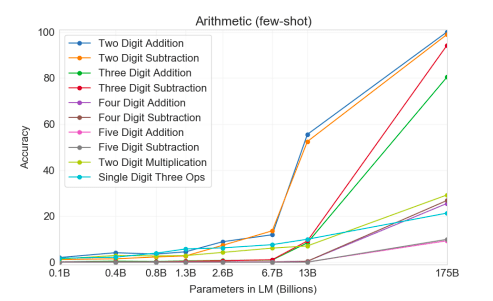 Arithmetic (few-shot)
100
80
60
40
20
0
Accuracy
Two Digit Addition
Two Digit Subtraction
Three Digit Addition
Three Digit Subtraction
Four Digit Addition
Four Digit Subtraction
Five Digit Addition
Five Digit Subtraction
Two Digit Multiplication
Single Digit Three Ops
0.1B 0.4B 0.8B 1.3B 2.6B 6.7B 13B 175B
Parameters in LM (Billions)